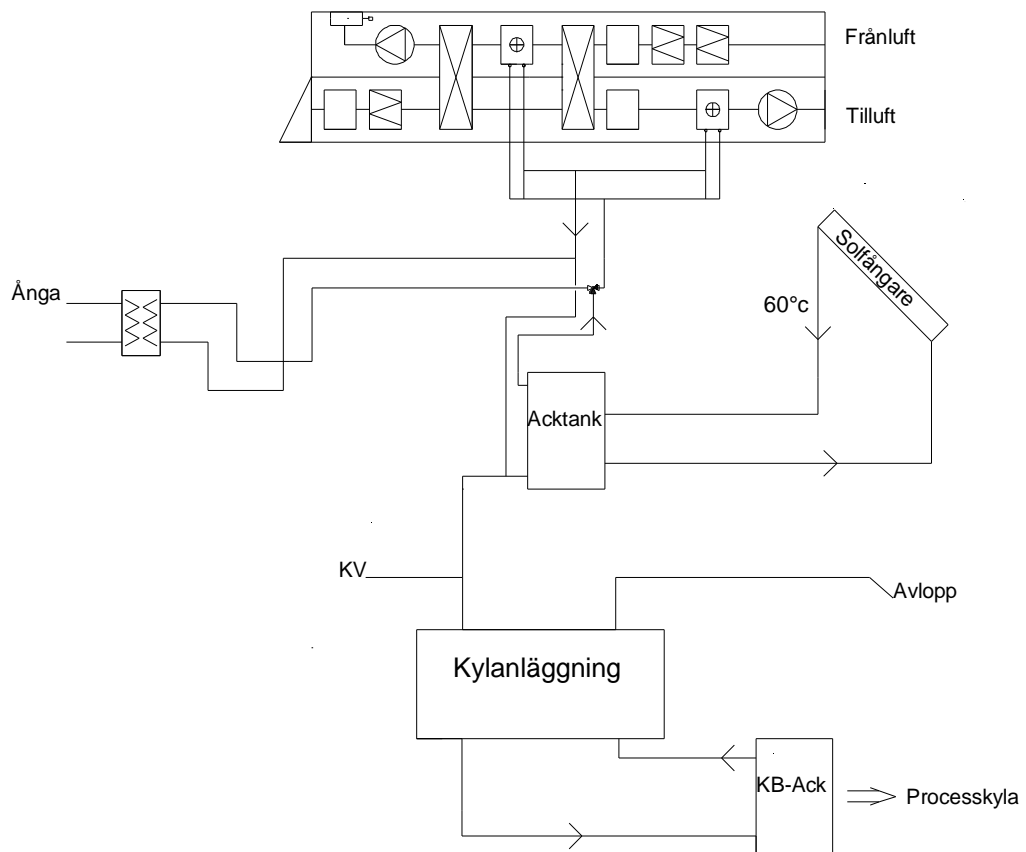 Frånluft
Tilluft
Solfångare
Ånga
60°c
Acktank
KV
Avlopp
Kylanläggning
KB-Ack
Processkyla